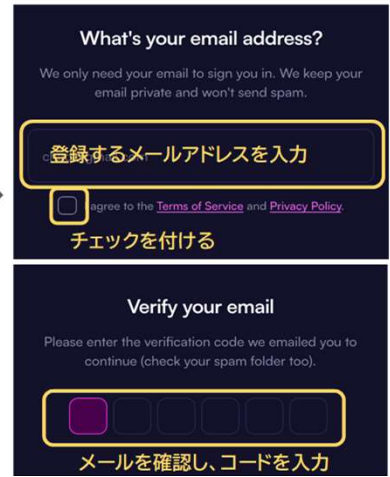 What's your email address?
We only need your email to sign you in. We keep your
email private and won't send spam.
登録するメールアドレスを入力
agree to the Terms of Service and Privacy Policy.
チェックを付ける
Verify your email
Please enter the verification code we emailed you to
continue (check your spam folder too).
メールを確認し、コードを入力